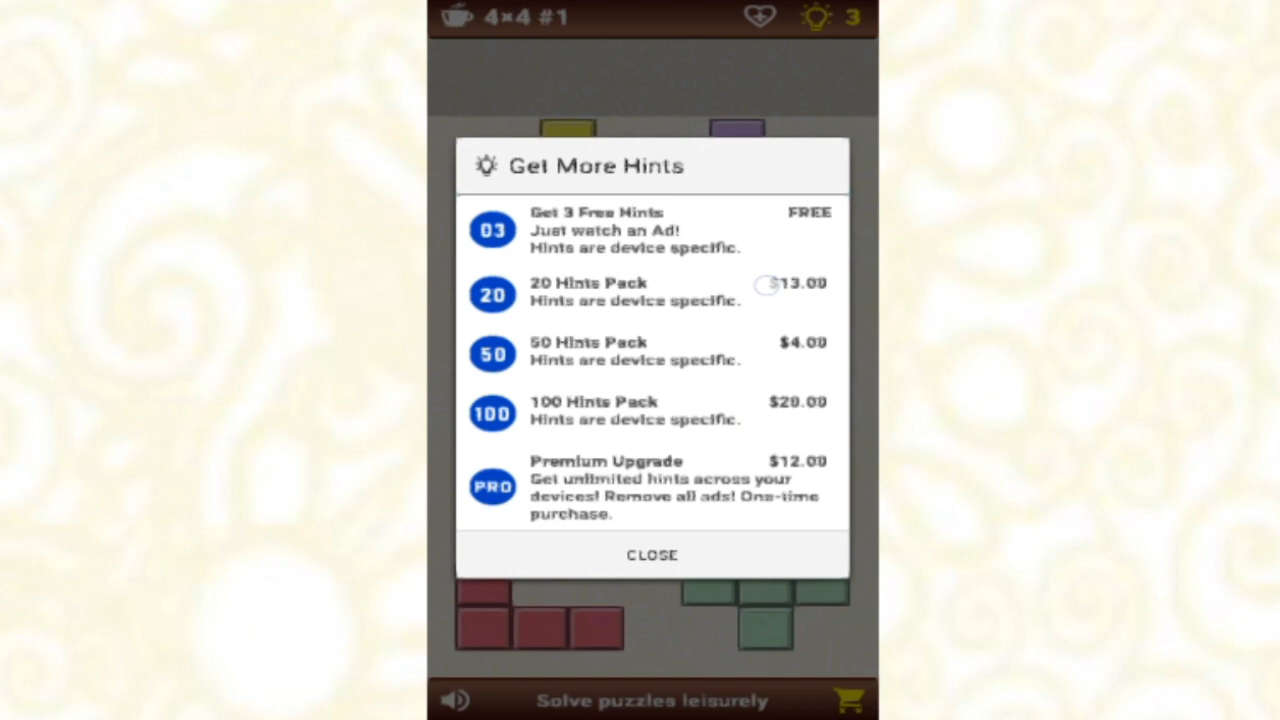 4×4 #1
3
Get More Hints
03
Get 3 Free Hints
FREE
Just watch an Ad!
Hints are device specific.
20
20 Hints Pack
$13.00
Hints are device specific.
50
50 Hints Pack
$4.00
Hints are device specific.
100
100 Hints Pack
$20.00
Hints are device specific.
PRO
Premium Upgrade
$12.00
Get unlimited hints across your
devices! Remove all ads! One-time
purchase.
CLOSE
Solve puzzles leisurely